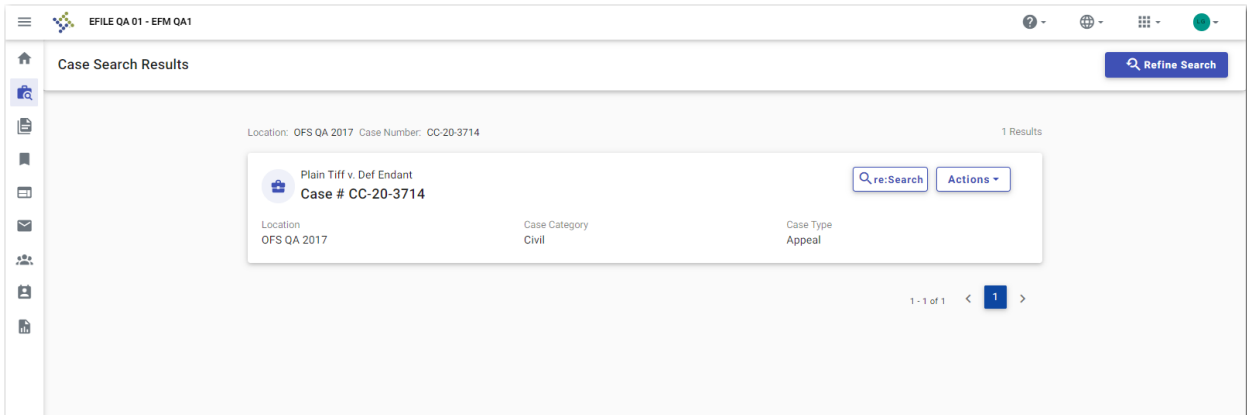 EFILE QA 01 - EFM QA1
Case Search Results
Refine Search
Location: OFS QA 2017 Case Number: CC-20-3714
1 Results
Plain Tiff v. Def Endant
Case # CC-20-3714
re:Search
Actions
Location
OFS QA 2017
Case Category
Civil
Case Type
Appeal
1 - 1 of 1
1